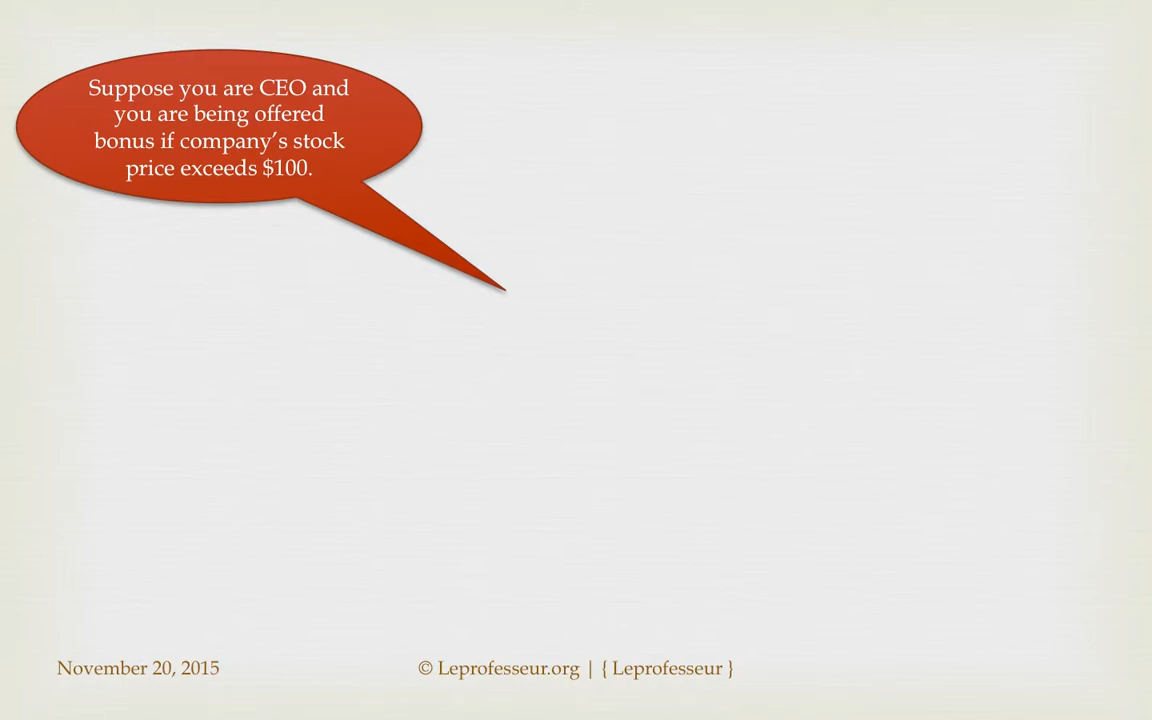 Suppose you are CEO and
you are being offered
bonus if company’s stock
price exceeds $100.
November 20, 2015
© Leprofesseur.org | { Leprofesseur }